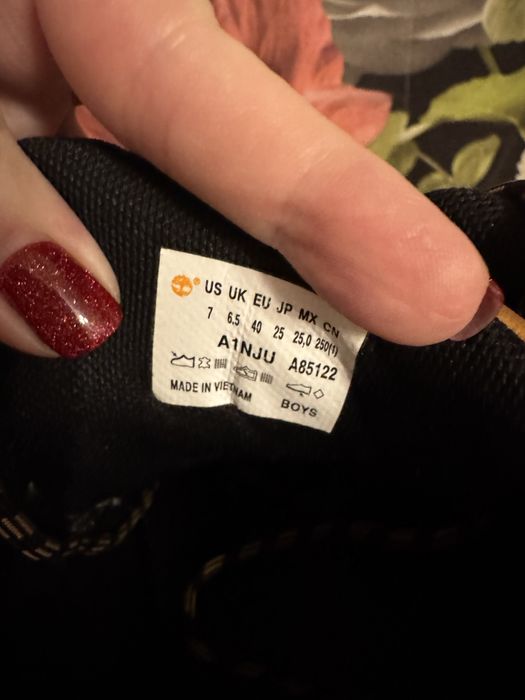 US UK EU JP MX CN
7 6.5 40 25 25,0 250(1)
A1NJU A85122
MADE IN VIETNAM BOYS